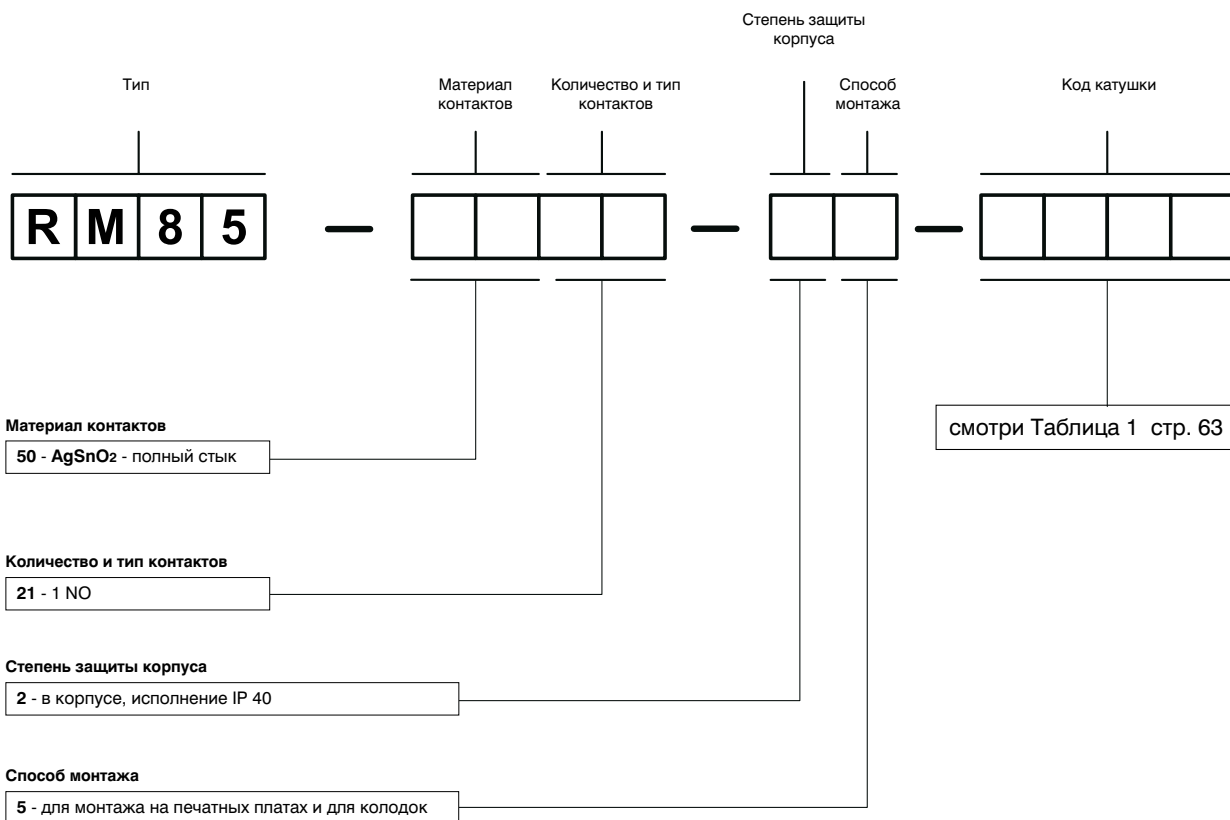 Степень защиты
корпуса
Тип
Материал
контактов
Количество и тип
контактов
Способ
монтажа
Код катушки
RM85 — — —
Материал контактов
50 - AgSnO2 - полный стык
смотри Таблица 1 стр. 63
Количество и тип контактов
21 - 1 NO
Степень защиты корпуса
2 - в корпусе, исполнение IP 40
Способ монтажа
5 - для монтажа на печатных платах и для колодок